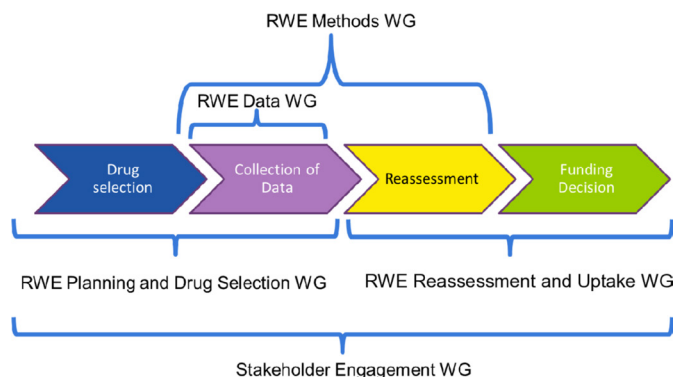 RWE Methods WG
RWE Data WG
Drug
selection
Collection of
Data
Reassessment
Funding
Decision
RWE Planning and Drug Selection WG
RWE Reassessment and Uptake WG
Stakeholder Engagement WG